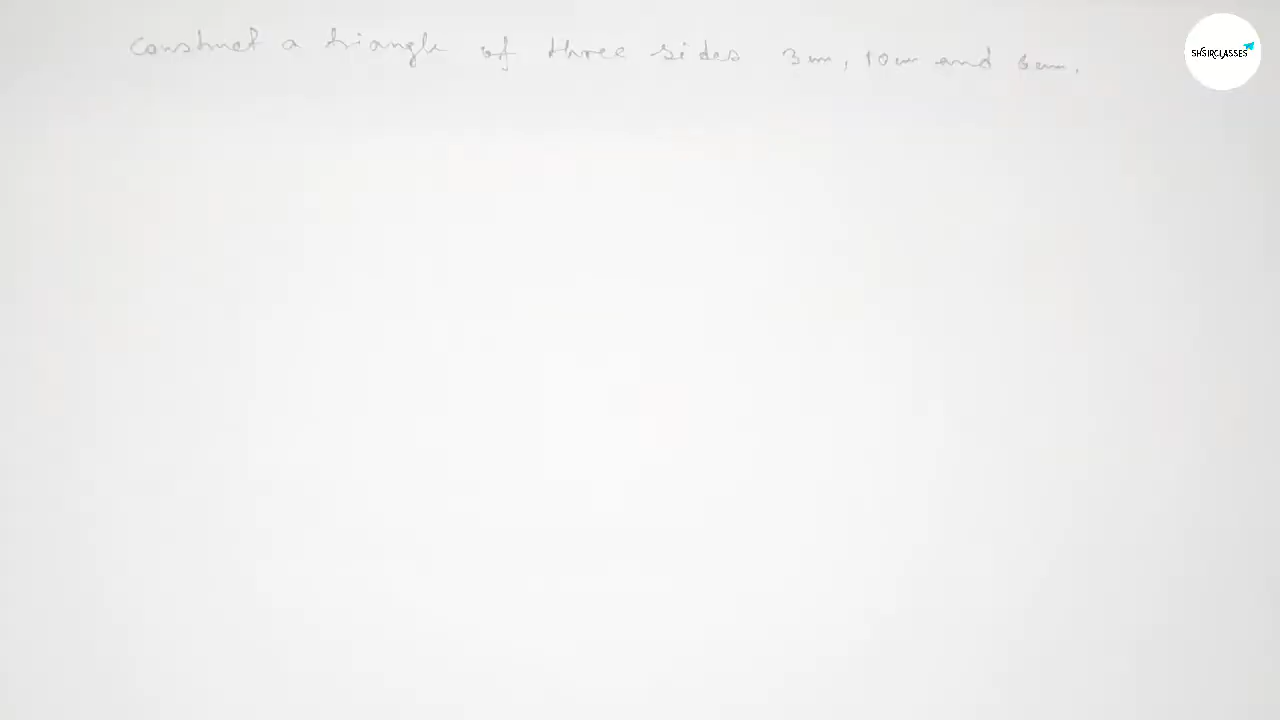 Construct a triangle of three sides 3cm, 10cm and 6cm.
SHSIRCLASSES